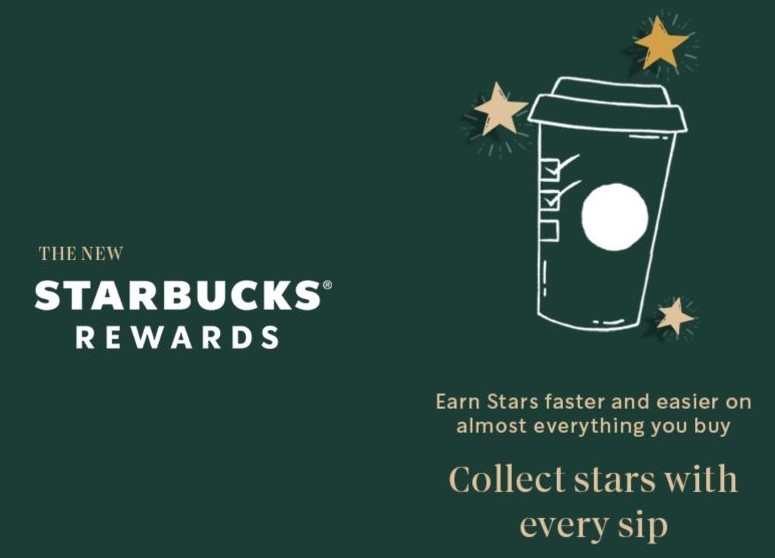 THE NEW
STARBUCKS®
REWARDS
Earn Stars faster and easier on
almost everything you buy
Collect stars with
every sip